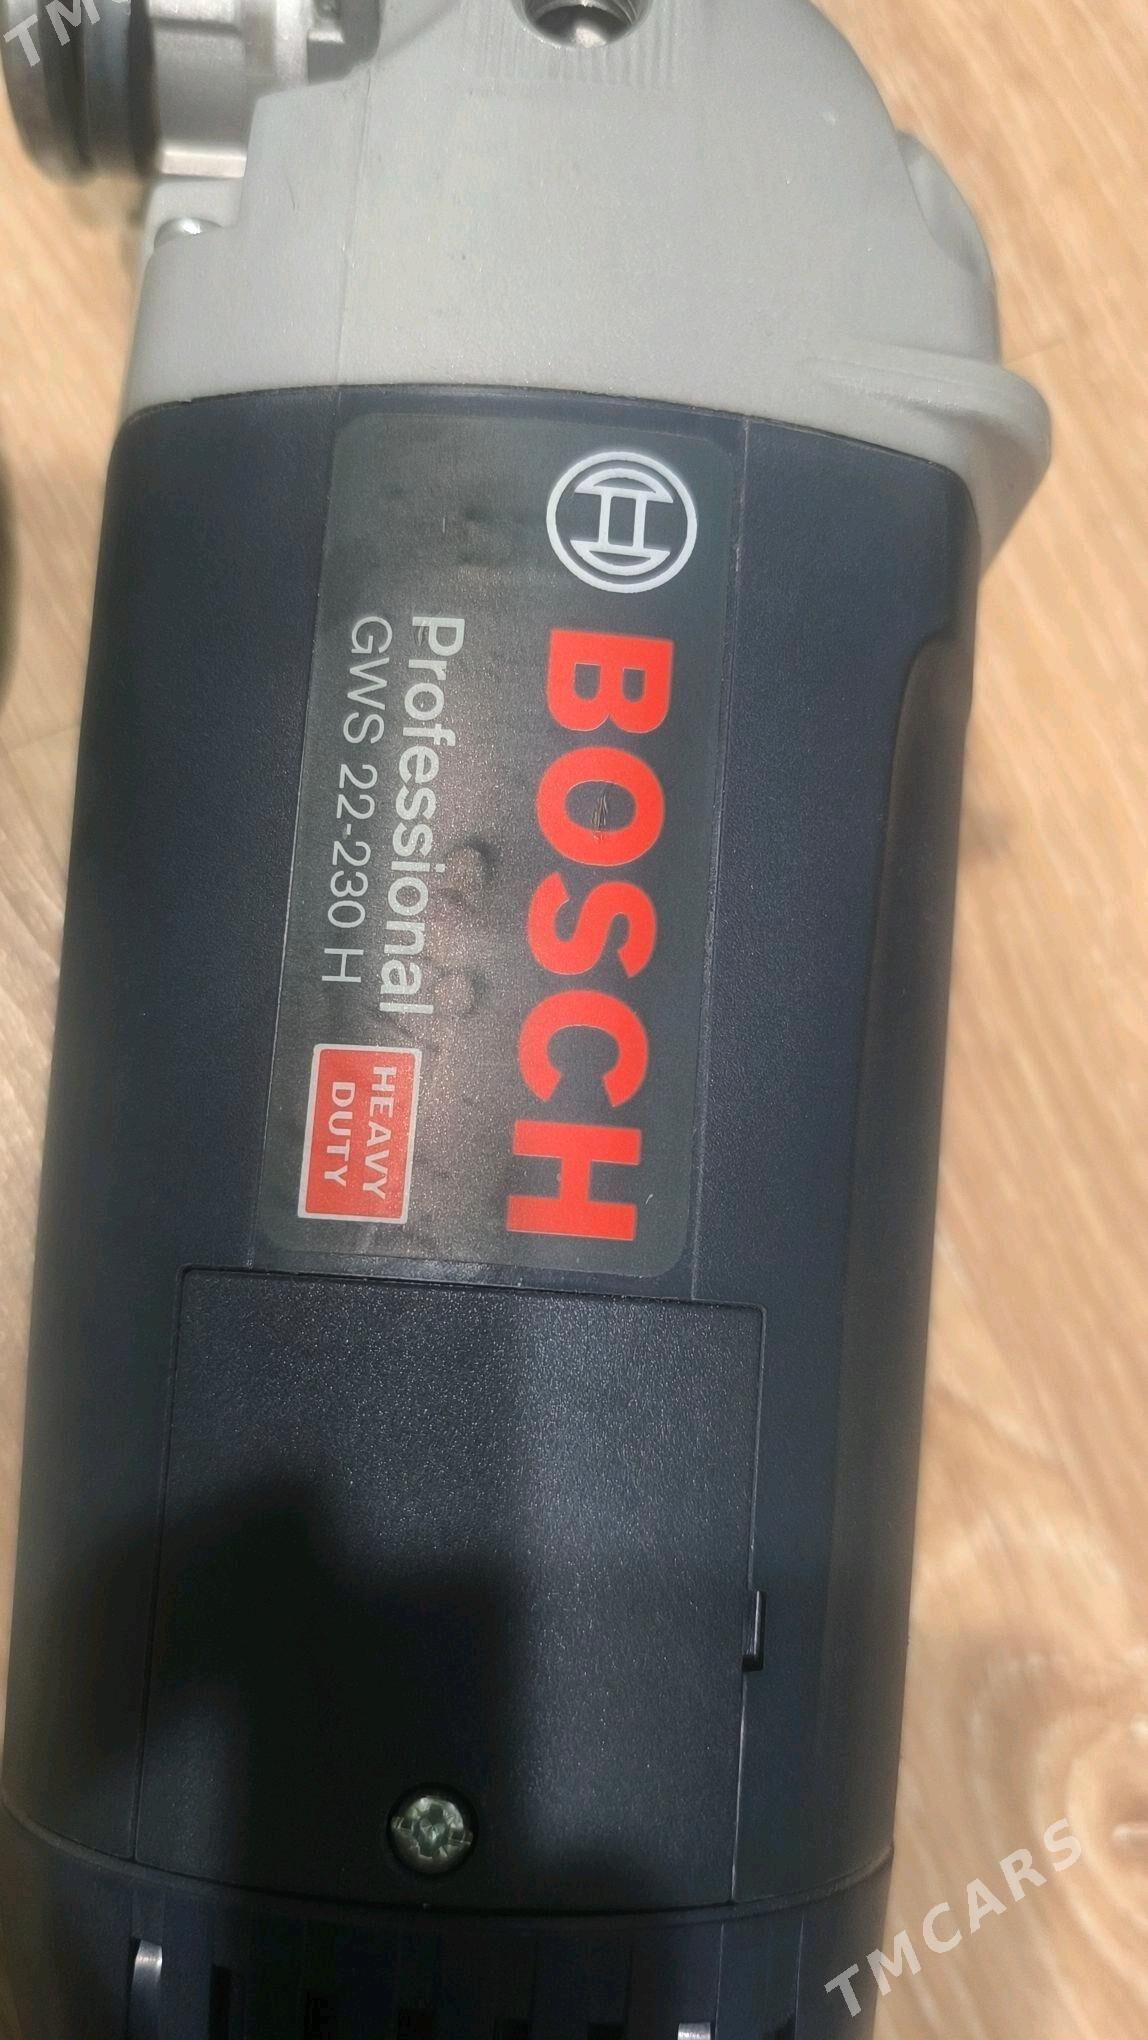 BOSCH
Professional
GWS 22-230 H
HEAVY
DUTY
TMCARS